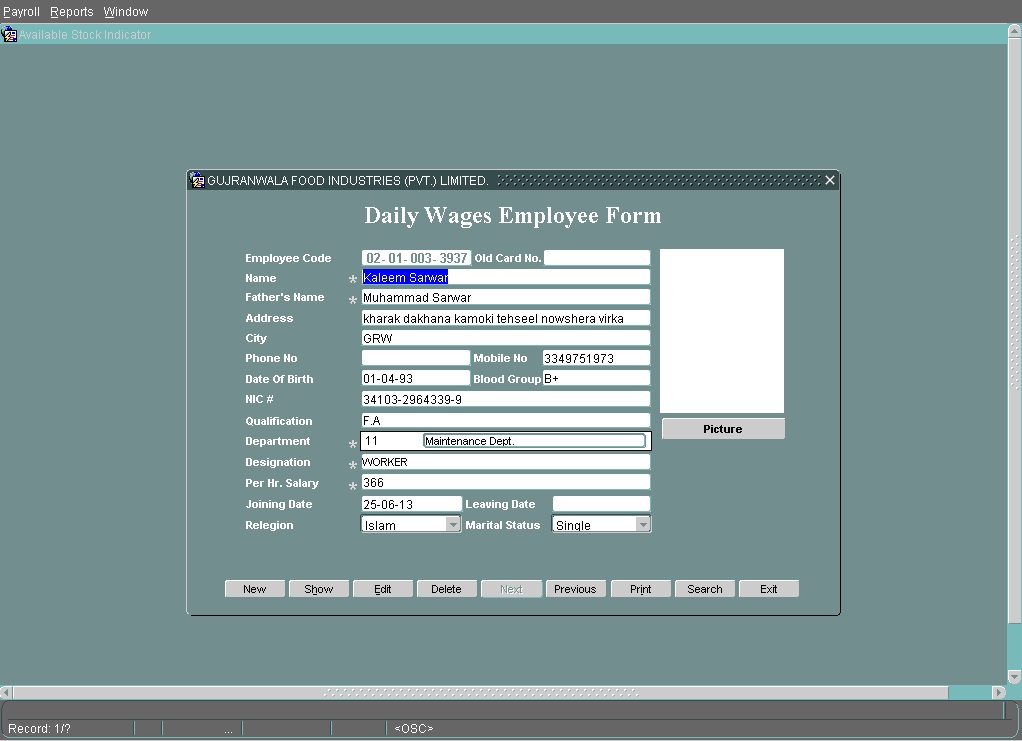 Payroll Reports Window
Available Stock Indicator
GUJRANWALA FOOD INDUSTRIES (PVT.) LIMITED.
Daily Wages Employee Form
Employee Code 02-01-003-3937 Old Card No.
Name * Kaleem Sarwar
Father's Name * Muhammad Sarwar
Address kharak dakhana kamoki tehseel nowshera virka
City GRW
Phone No Mobile No 3349751973
Date Of Birth 01-04-93 Blood Group B+
NIC # 34103-2964339-9
Qualification F.A
Picture
Department * 11 Maintenance Dept.
Designation * WORKER
Per Hr. Salary * 366
Joining Date 25-06-13 Leaving Date
Relegion Islam Marital Status Single
New Show Edit Delete Next Previous Print Search Exit
Record: 1/? ... <OSC>